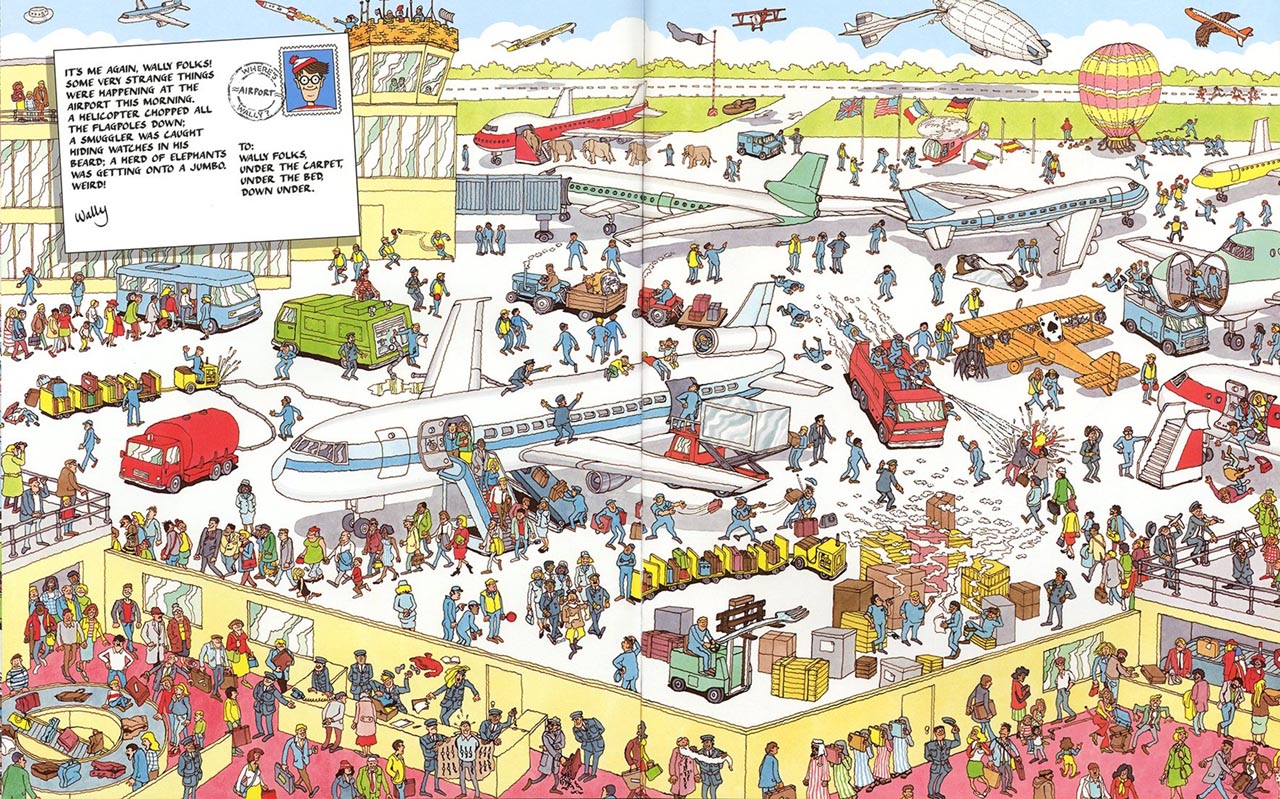 IT'S ME AGAIN, WALLY FOLKS!
SOME VERY STRANGE THINGS
WERE HAPPENING AT THE
AIRPORT THIS MORNING.
A HELICOPTER CHOPPED ALL
THE FLAGPOLES DOWN;
A SMUGGLER WAS CAUGHT
HIDING WATCHES IN HIS
BEARD; A HERD OF ELEPHANTS
WAS GETTING ONTO A JUMBO.
WEIRD!
Wally
WHERE'S
AIRPORT
WALLY?
TO:
WALLY FOLKS,
UNDER THE CARPET,
UNDER THE BED,
DOWN UNDER.